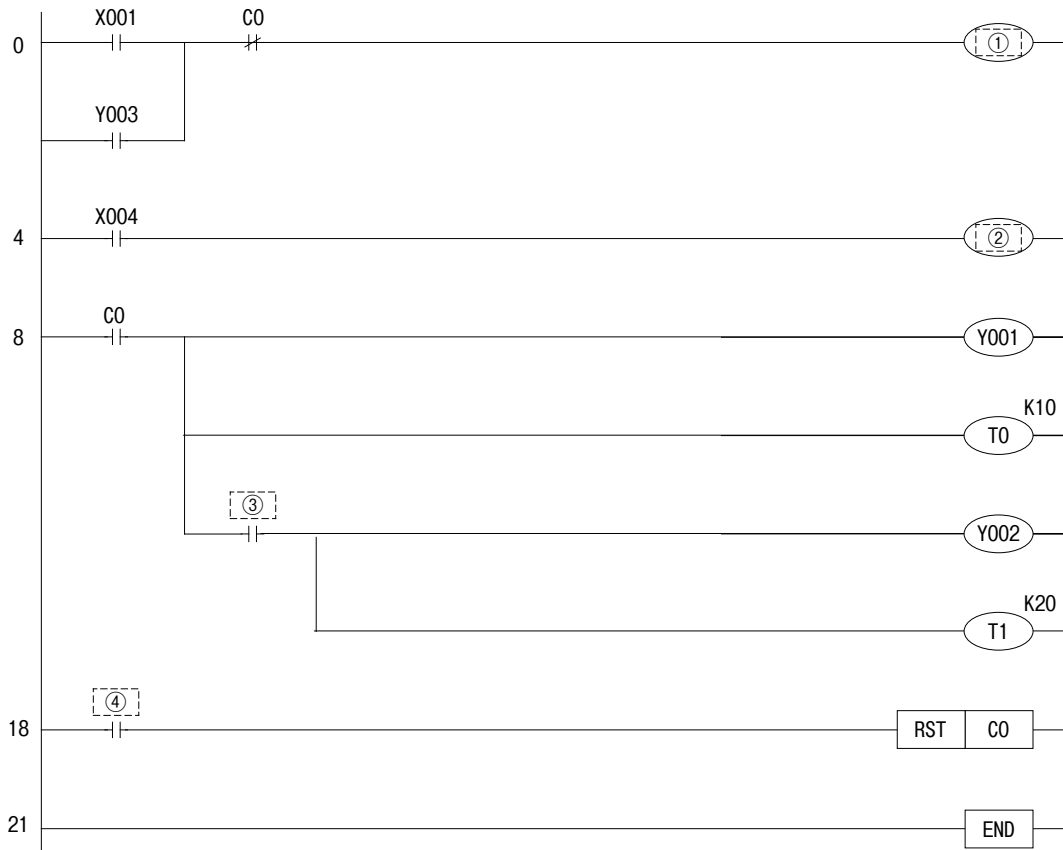 X001 C0
0 ①
Y003
X004
4 ②
C0
8 Y001
K10
T0
③
Y002
K20
T1
④
18 RST C0
21 END